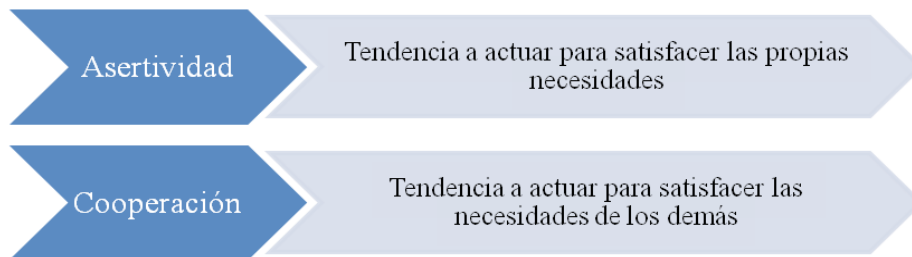 Asertividad
Tendencia a actuar para satisfacer las propias
necesidades
Cooperación
Tendencia a actuar para satisfacer las
necesidades de los demás